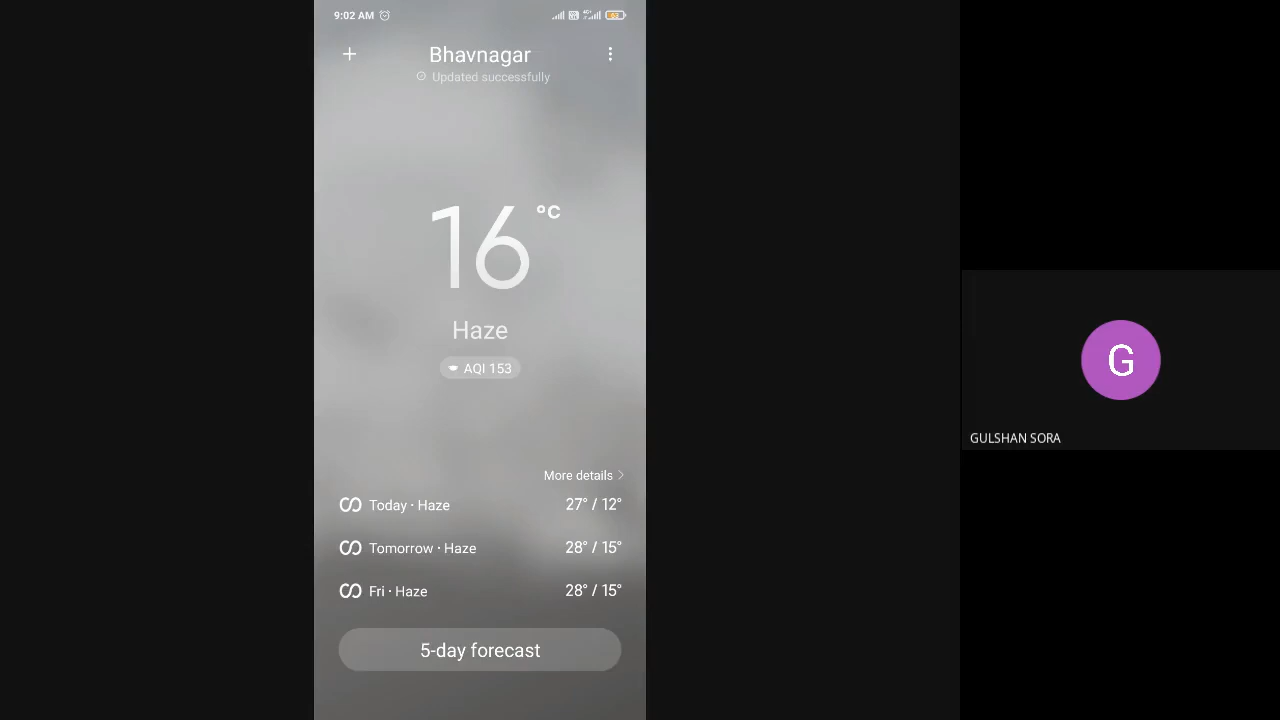 9:02 AM
63
+ Bhavnagar
Updated successfully
16 °C
Haze
AQI 153
More details >
Today · Haze 27° / 12°
Tomorrow · Haze 28° / 15°
Fri · Haze 28° / 15°
5-day forecast
G
GULSHAN SORA